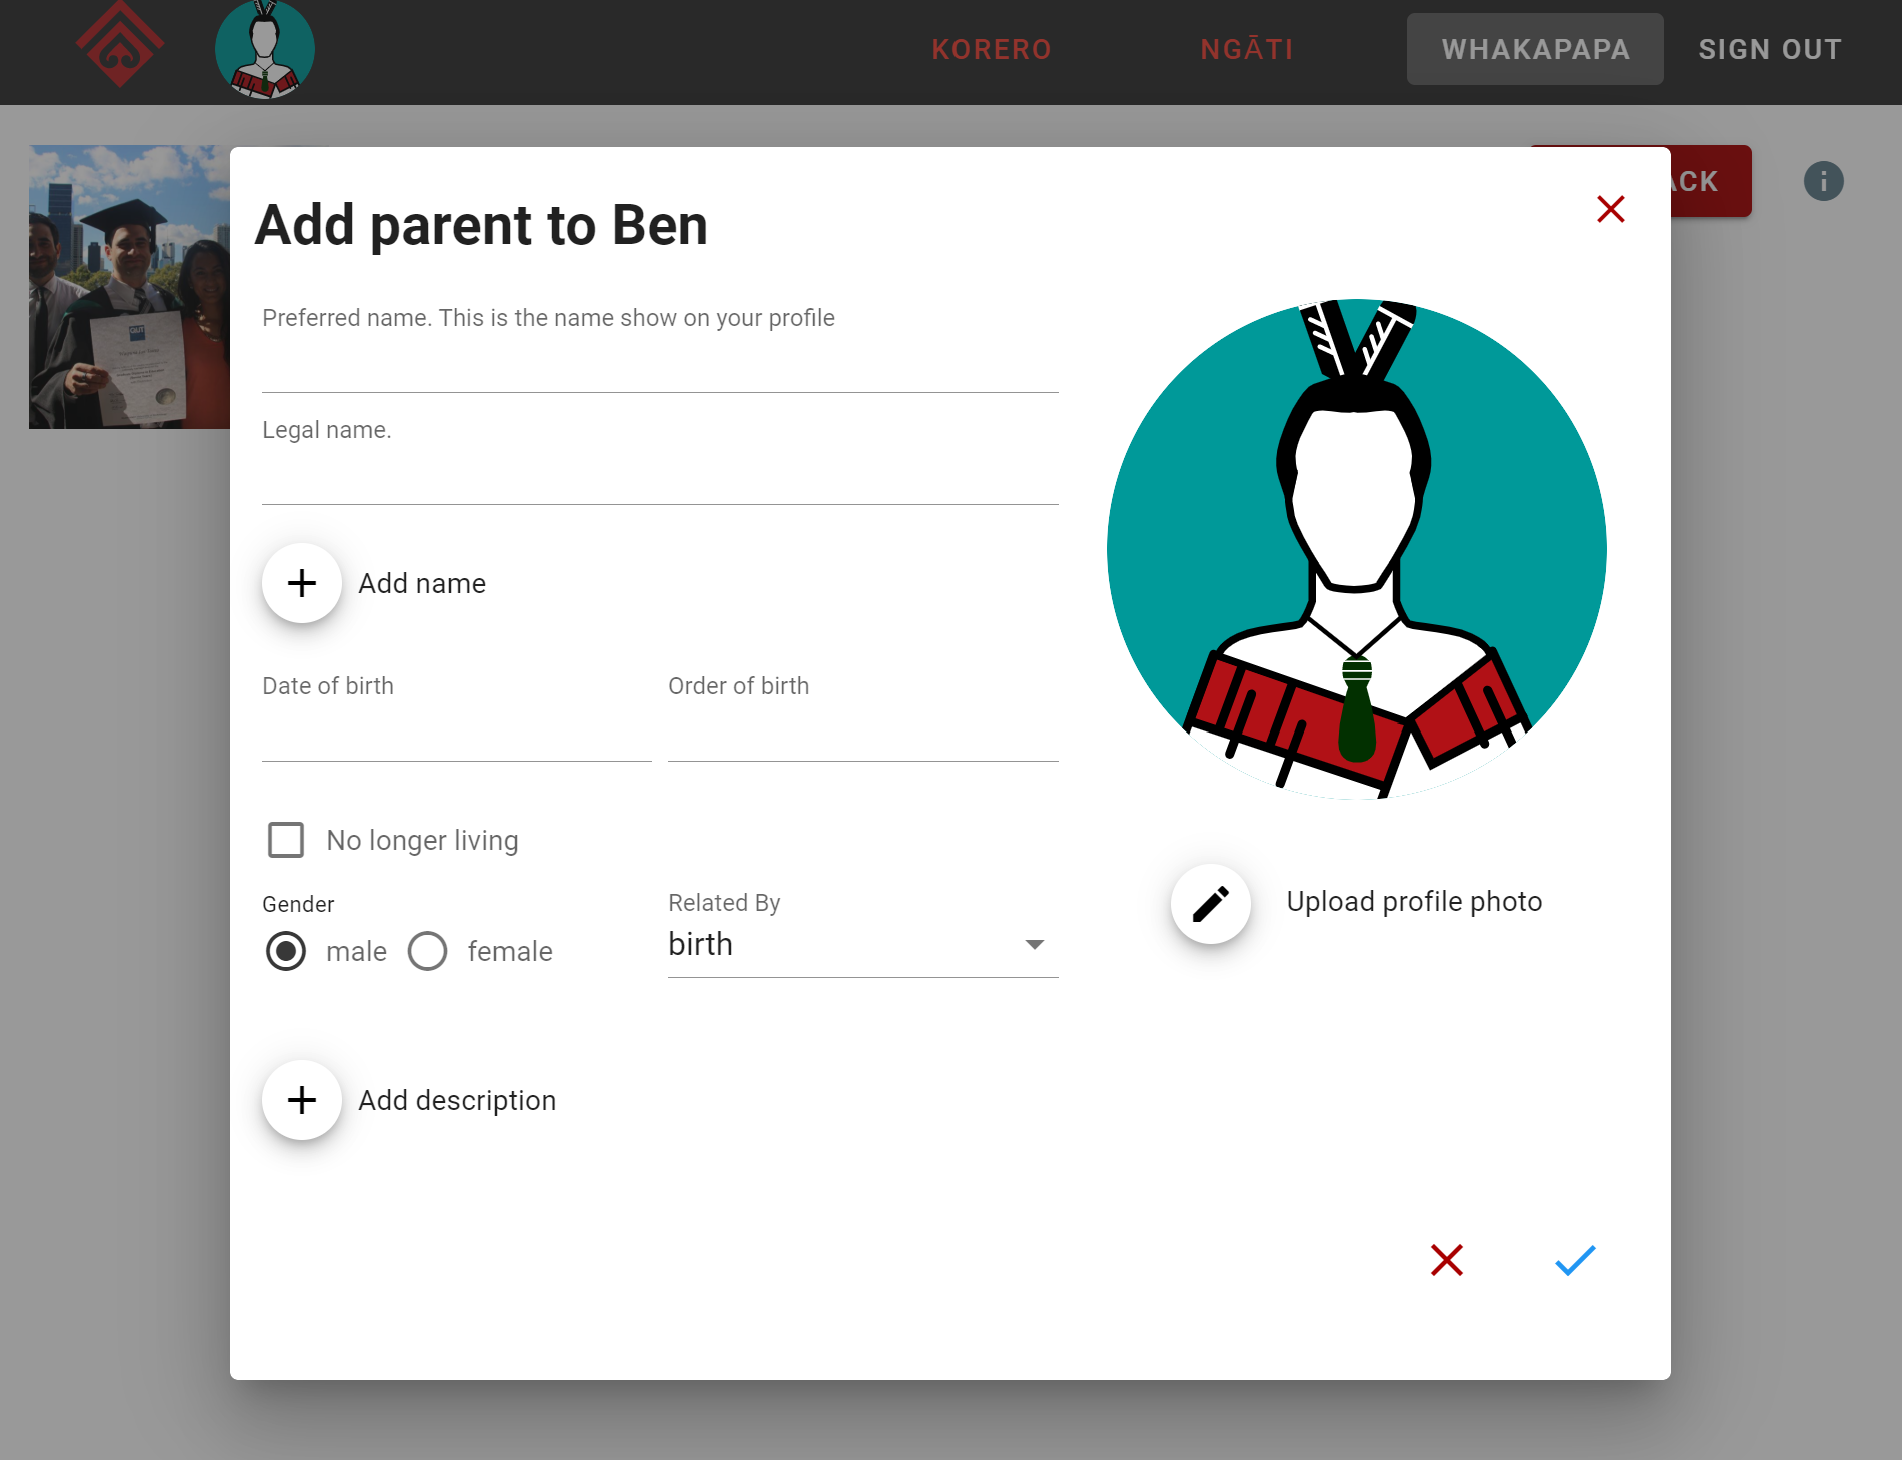 KORERO
NGĀTI
WHAKAPAPA
SIGN OUT
ACK
i
Add parent to Ben
Preferred name. This is the name show on your profile
Legal name.
Add name
Date of birth
Order of birth
No longer living
Gender
Related By
male
female
birth
Upload profile photo
Add description
QUT